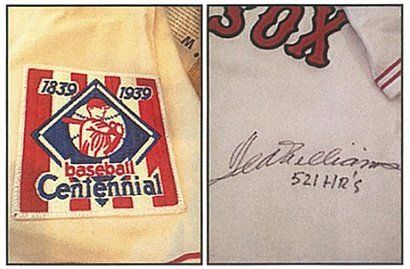 1839 1939
baseball
Centennial
SOX
Ted Williams
521 HR's